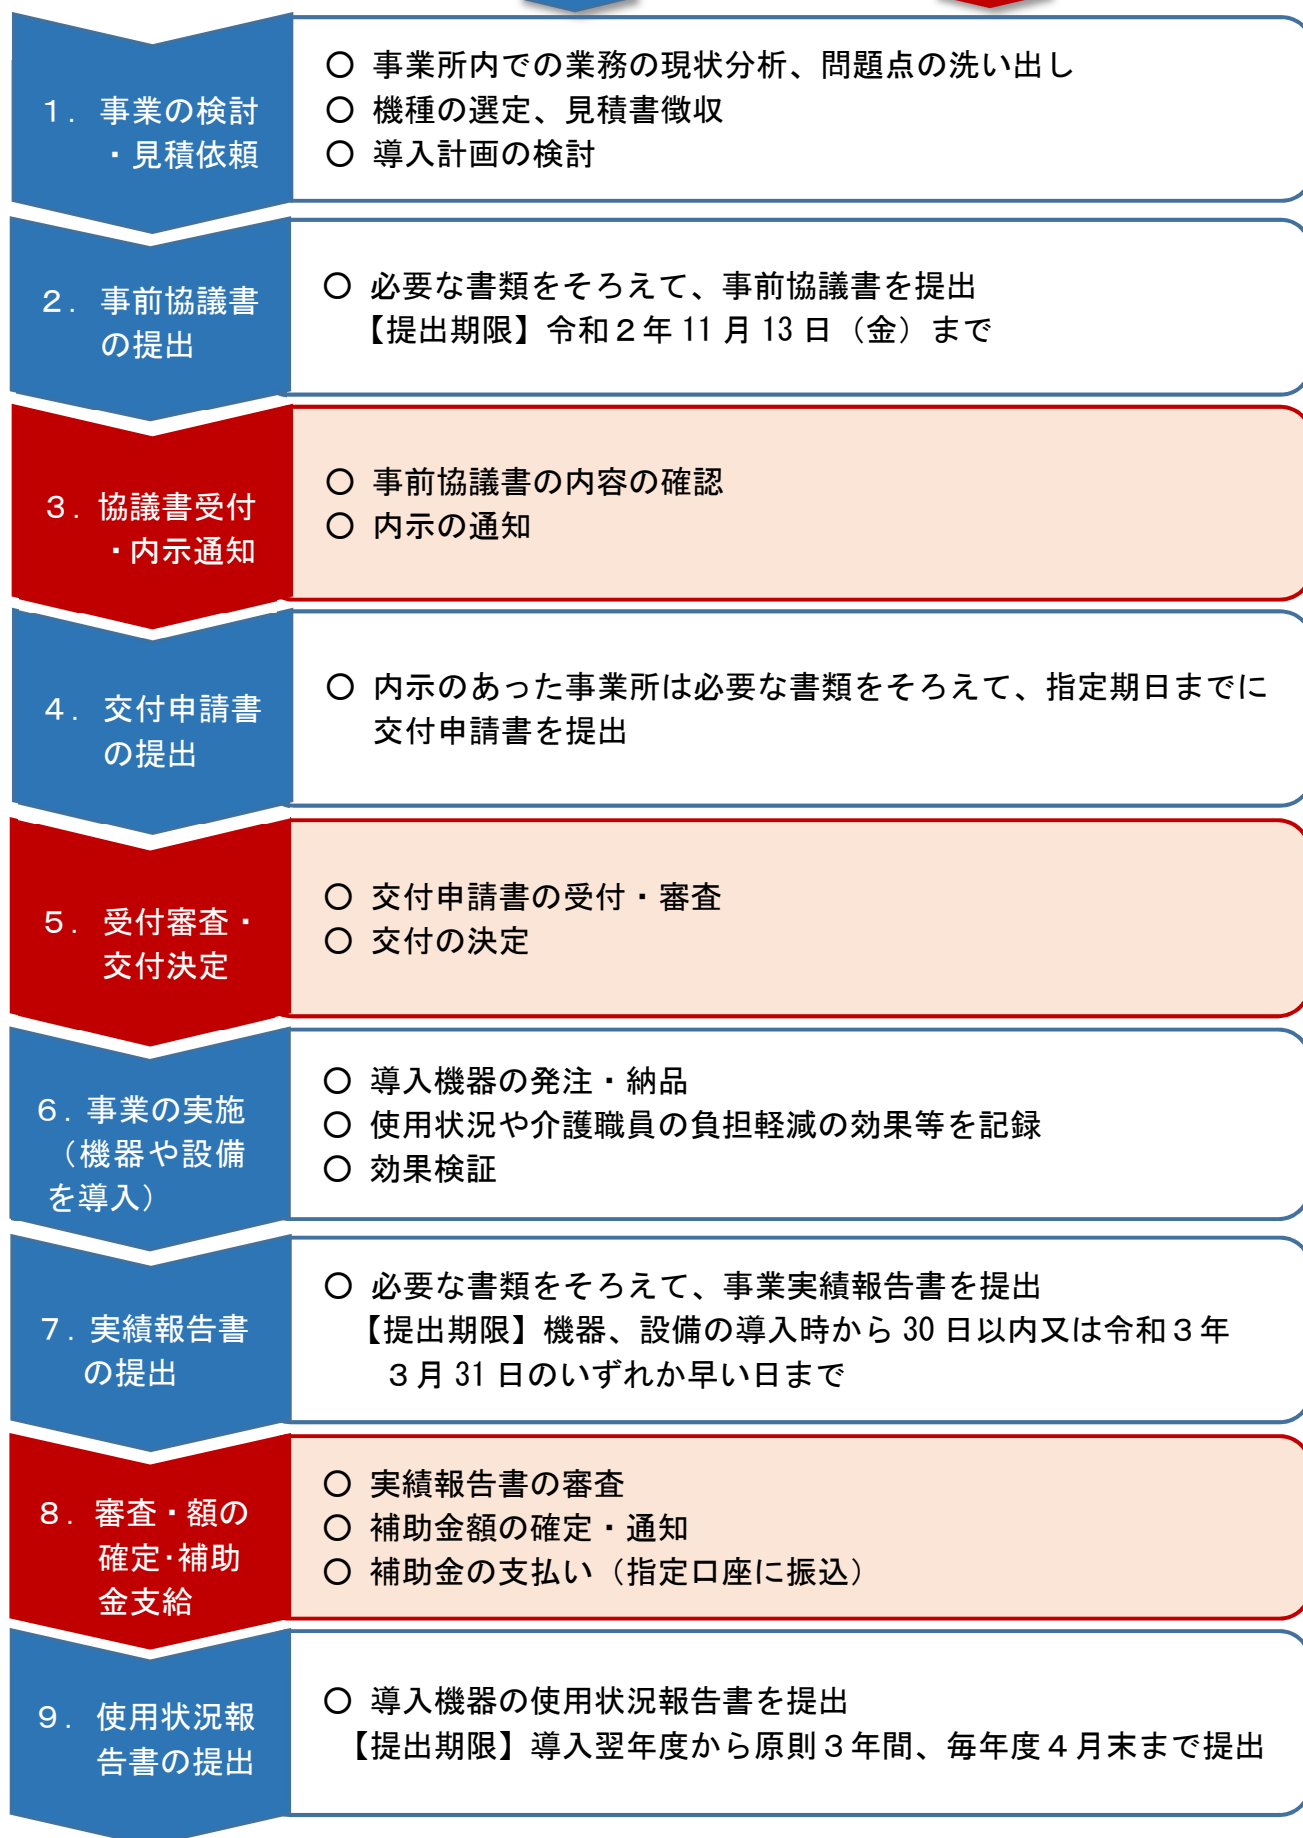 １．事業の検討
・見積依頼
○ 事業所内での業務の現状分析、問題点の洗い出し
○ 機種の選定、見積書徴収
○ 導入計画の検討
２．事前協議書
の提出
○ 必要な書類をそろえて、事前協議書を提出
【提出期限】令和２年 11 月 13 日（金）まで
３．協議書受付
・内示通知
○ 事前協議書の内容の確認
○ 内示の通知
４．交付申請書
の提出
○ 内示のあった事業所は必要な書類をそろえて、指定期日までに
交付申請書を提出
５．受付審査・
交付決定
○ 交付申請書の受付・審査
○ 交付の決定
６．事業の実施
（機器や設備
を導入）
○ 導入機器の発注・納品
○ 使用状況や介護職員の負担軽減の効果等を記録
○ 効果検証
７．実績報告書
の提出
○ 必要な書類をそろえて、事業実績報告書を提出
【提出期限】機器、設備の導入時から 30 日以内又は令和３年
３月 31 日のいずれか早い日まで
８．審査・額の
確定・補助
金支給
○ 実績報告書の審査
○ 補助金額の確定・通知
○ 補助金の支払い（指定口座に振込）
９．使用状況報
告書の提出
○ 導入機器の使用状況報告書を提出
【提出期限】導入翌年度から原則３年間、毎年度４月末まで提出